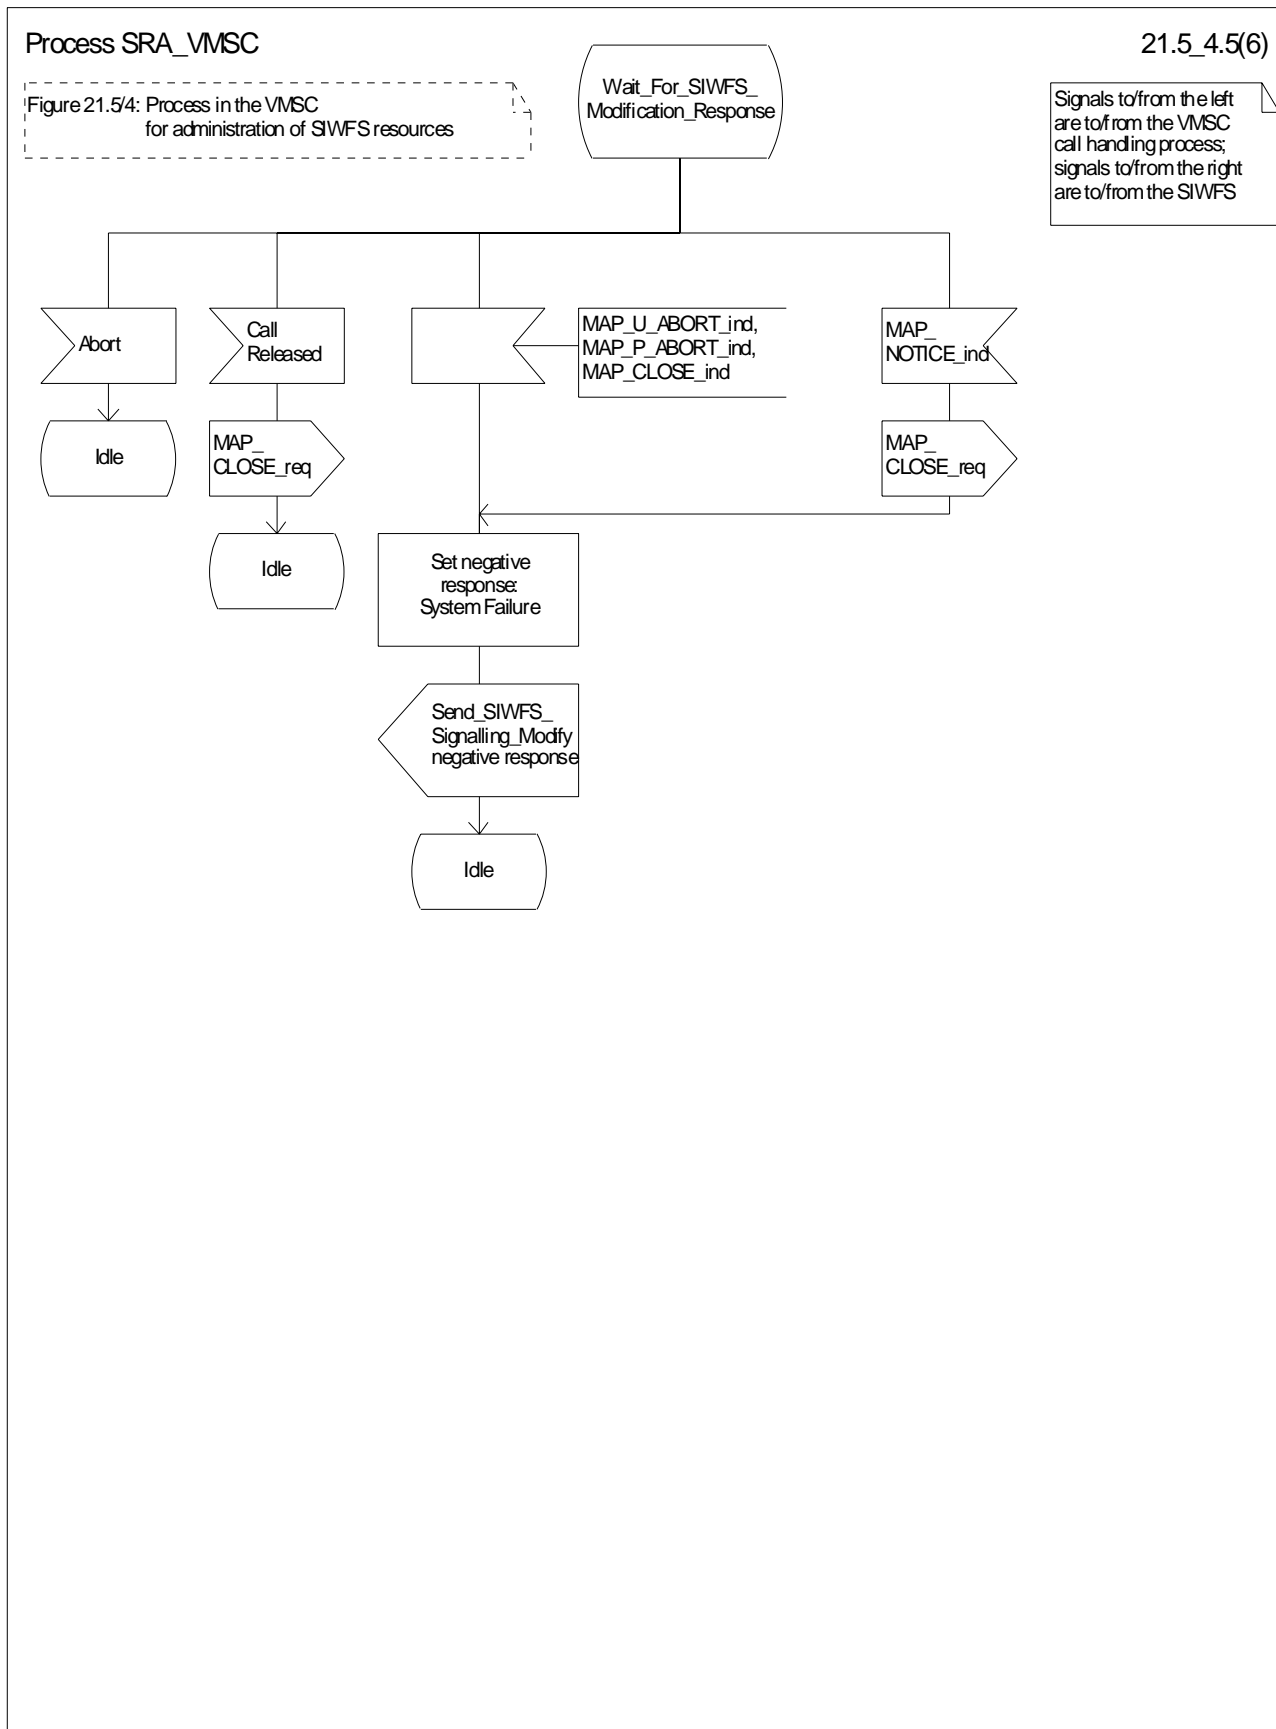 Process SRA_VMSC
21.5_4.5(6)
Figure 21.5/4: Process in the VMSC
for administration of SIWFS resources
Wait_For_SIWFS_
Modification_Response
Signals to/from the left
are to/from the VMSC
call handling process;
signals to/from the right
are to/from the SIWFS
Abort
Call
Released
MAP_U_ABORT_ind,
MAP_P_ABORT_ind,
MAP_CLOSE_ind
MAP_
NOTICE_ind
Idle
MAP_
CLOSE_req
MAP_
CLOSE_req
Idle
Set negative
response:
System Failure
Send_SIWFS_
Signalling_Modify
negative response
Idle